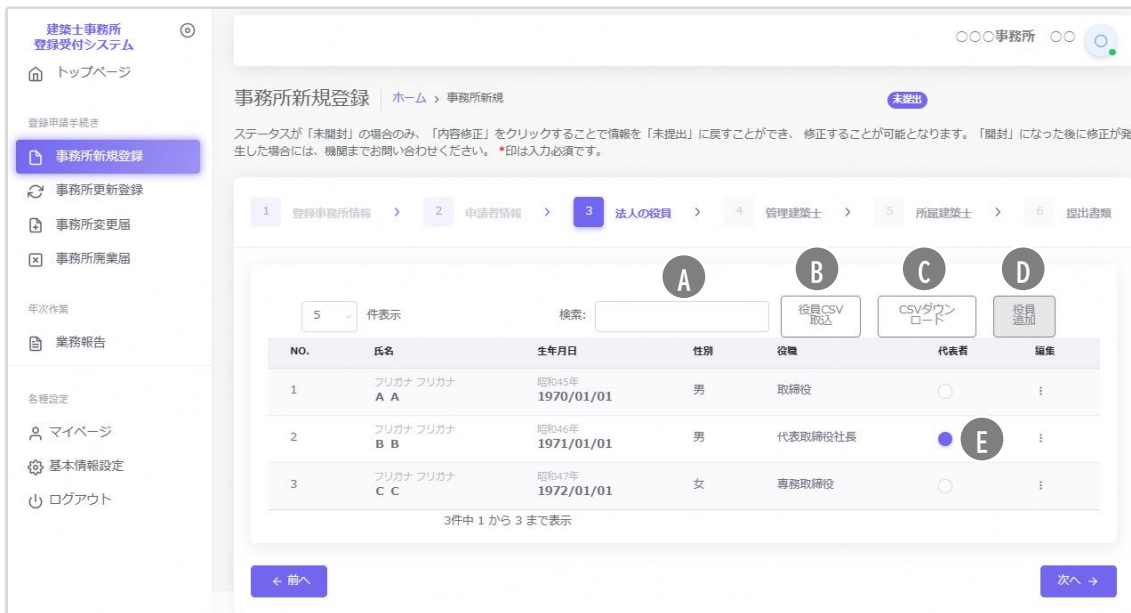 建築士事務所
登録受付システム
トップページ
登録申請手続き
事務所新規登録
事務所更新登録
事務所変更届
事務所廃業届
年次作業
業務報告
各種設定
マイページ
基本情報設定
ログアウト
○○○事務所 ○○ ○
事務所新規登録 ホーム › 事務所新規 未提出
ステータスが「未開封」の場合のみ、「内容修正」をクリックすることで情報を「未提出」に戻すことができ、 修正することが可能となります。「開封」になった後に修正が発
生した場合には、機関までお問い合わせください。 *印は入力必須です。
1 登録事務所情報 › 2 申請者情報 › 3 法人の役員 › 4 管理建築士 › 5 所属建築士 › 6 提出書類
A B C D
5 件表示 検索: 役員CSV CSVダウン 役員
取込 ロード 追加
NO. 氏名 生年月日 性別 役職 代表者 編集
フリガナ フリガナ 昭和45年
1 A A 1970/01/01 男 取締役
フリガナ フリガナ 昭和46年
2 B B 1971/01/01 男 代表取締役社長 E
フリガナ フリガナ 昭和47年
3 C C 1972/01/01 女 専務取締役
3件中 1 から 3 まで表示
← 前へ 次へ →